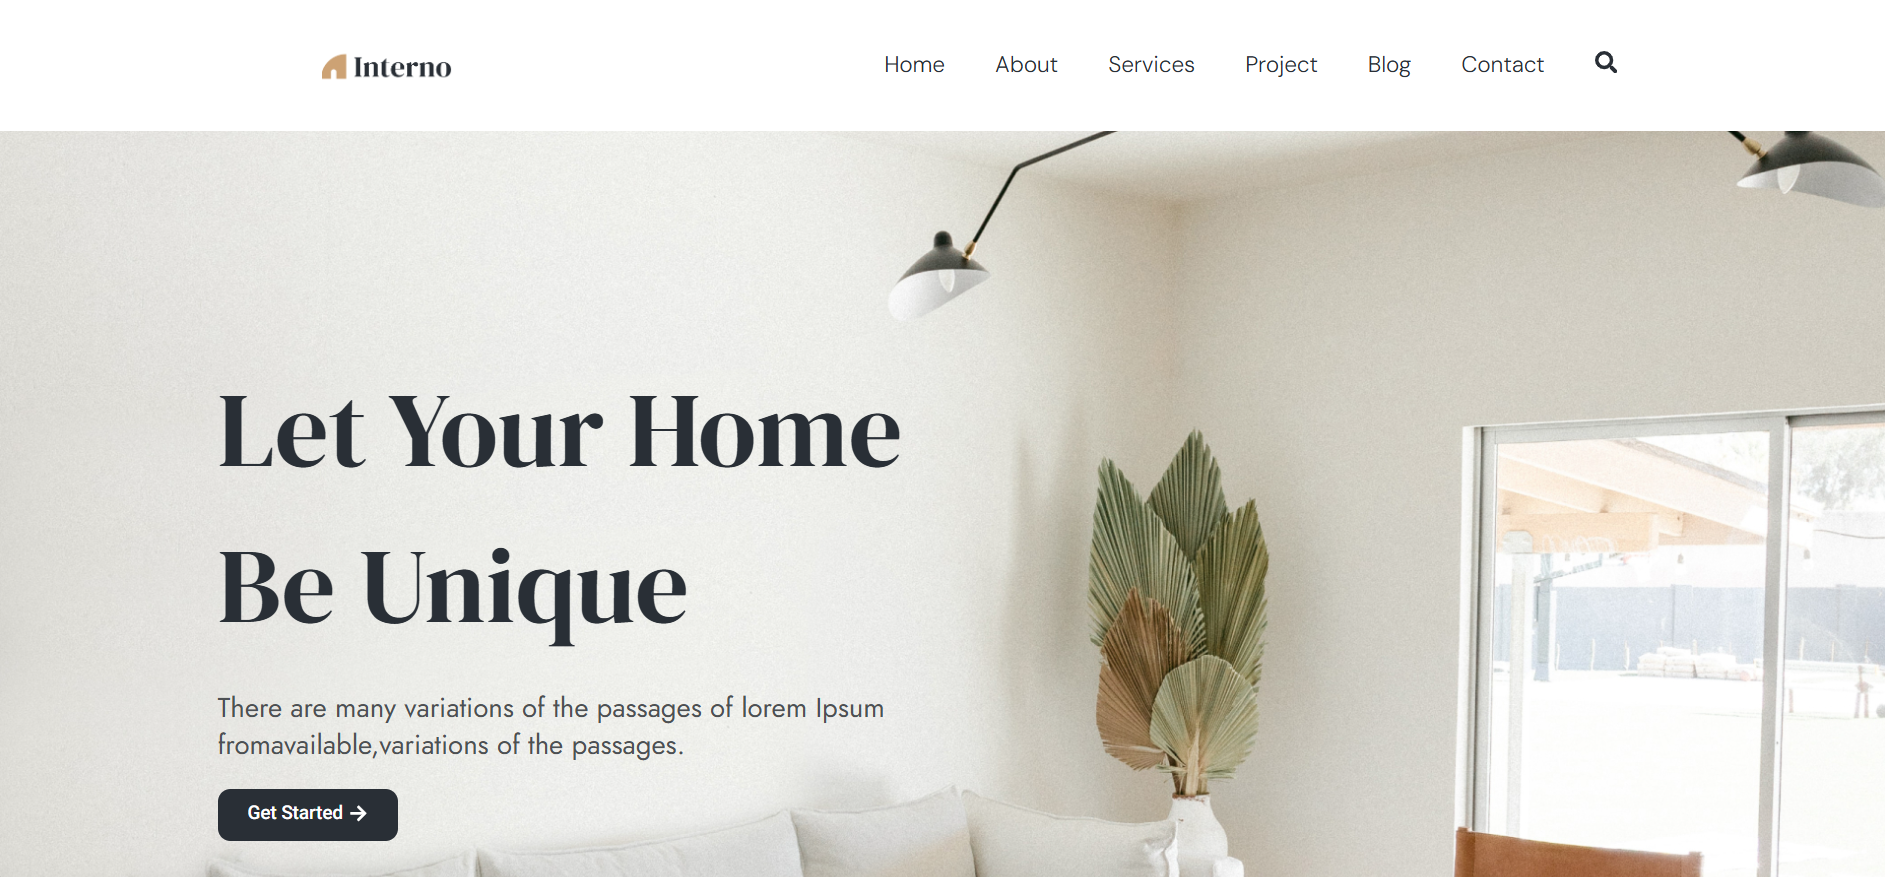 Interno
Home About Services Project Blog Contact
Let Your Home
Be Unique
There are many variations of the passages of lorem Ipsum
fromavailable,variations of the passages.
Get Started →